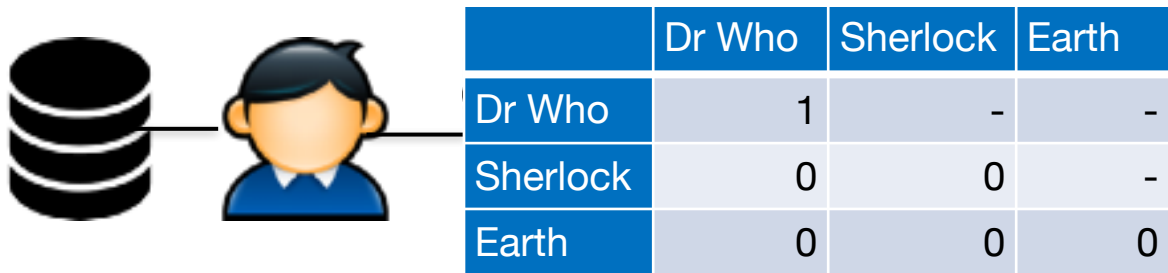 Dr Who Sherlock Earth
Dr Who 1 - -
Sherlock 0 0 -
Earth 0 0 0